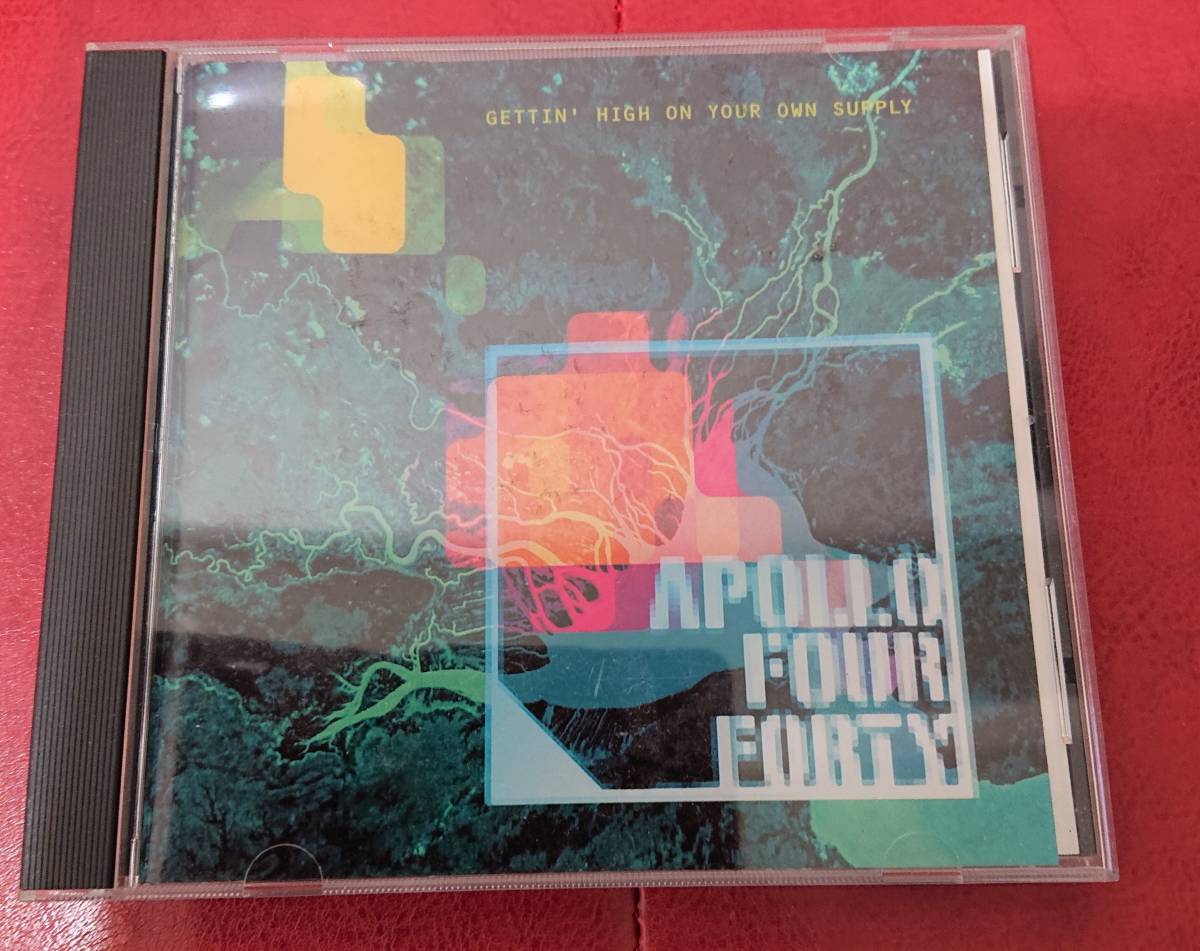 GETTIN' HIGH ON YOUR OWN SUPPLY
APOLLO
FOUR
FORTY